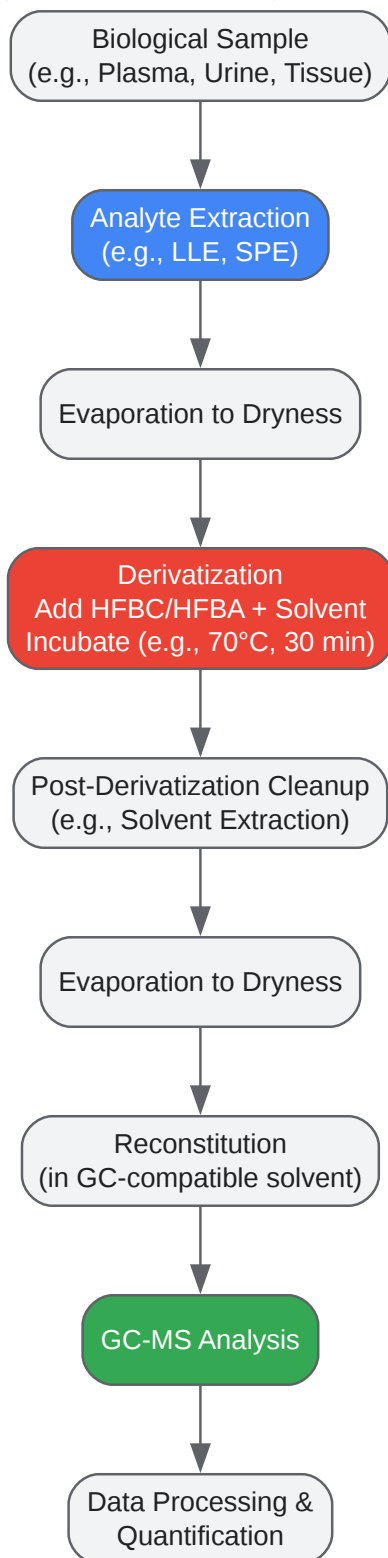 Biological Sample
(e.g., Plasma, Urine, Tissue)
Analyte Extraction
(e.g., LLE, SPE)
Evaporation to Dryness
Derivatization
Add HFBC/HFBA + Solvent
Incubate (e.g., 70°C, 30 min)
Post-Derivatization Cleanup
(e.g., Solvent Extraction)
Evaporation to Dryness
Reconstitution
(in GC-compatible solvent)
GC-MS Analysis
Data Processing &
Quantification